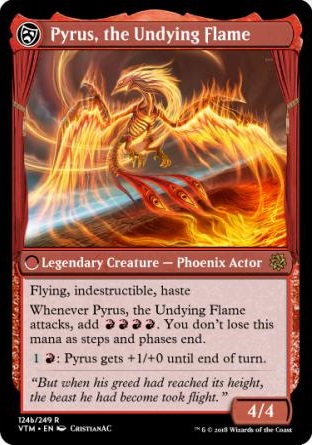 Pyrus, the Undying Flame
Legendary Creature — Phoenix Actor
Flying, indestructible, haste
Whenever Pyrus, the Undying Flame
attacks, add RRRR. You don't lose this
mana as steps and phases end.
1 R: Pyrus gets +1/+0 until end of turn.
"But when his greed had reached its height,
the beast he had become took flight."
4/4
124b/249 R
VTM • EN CristianAC
™ & © 2018 Wizards of the Coast